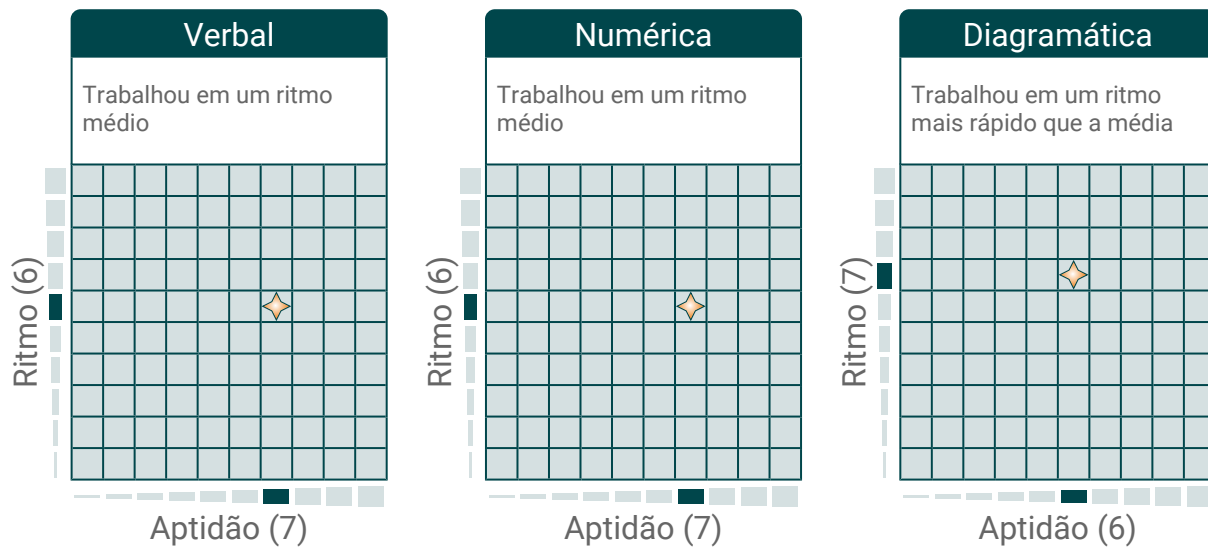 Verbal
Trabalhou em um ritmo
médio
Ritmo (6)
Aptidão (7)
Numérica
Trabalhou em um ritmo
médio
Ritmo (6)
Aptidão (7)
Diagramática
Trabalhou em um ritmo
mais rápido que a média
Ritmo (7)
Aptidão (6)